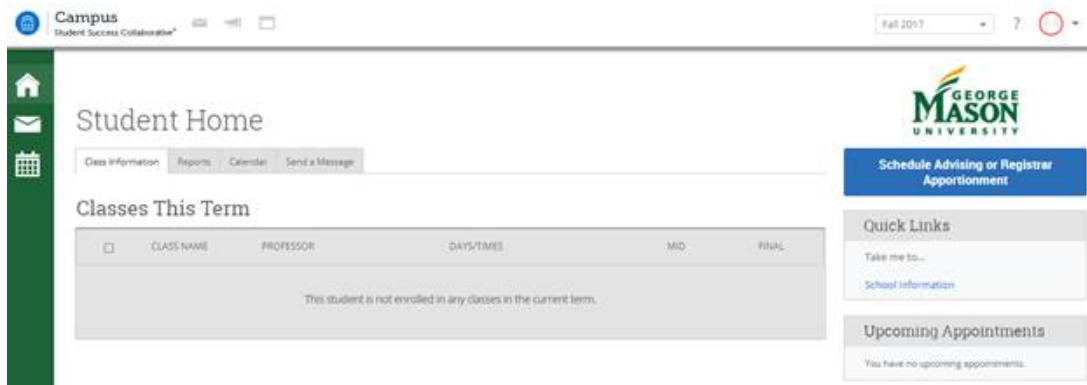 Campus
Student Success Collaborative
Fall 2017
?
GEORGE
MASON
UNIVERSITY
Student Home
Class Information Reports Calendar Send a Message
Schedule Advising or Registrar
Apportionment
Classes This Term
CLASS NAME PROFESSOR DAYS/TIMES MID FINAL
This student is not enrolled in any classes in the current term.
Quick Links
Take me to...
School Information
Upcoming Appointments
You have no upcoming appointments.